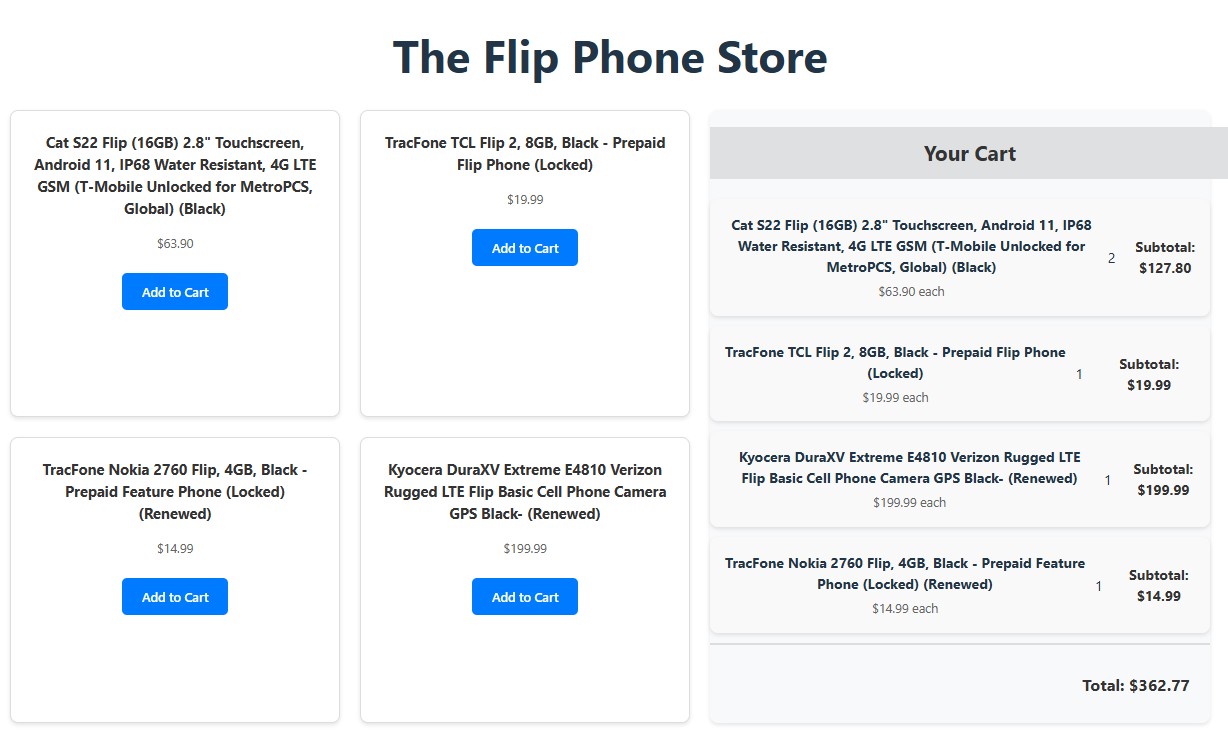 The Flip Phone Store
Cat S22 Flip (16GB) 2.8" Touchscreen,
Android 11, IP68 Water Resistant, 4G LTE
GSM (T-Mobile Unlocked for MetroPCS,
Global) (Black)
$63.90
Add to Cart
TracFone TCL Flip 2, 8GB, Black - Prepaid
Flip Phone (Locked)
$19.99
Add to Cart
TracFone Nokia 2760 Flip, 4GB, Black -
Prepaid Feature Phone (Locked)
(Renewed)
$14.99
Add to Cart
Kyocera DuraXV Extreme E4810 Verizon
Rugged LTE Flip Basic Cell Phone Camera
GPS Black- (Renewed)
$199.99
Add to Cart
Your Cart
Cat S22 Flip (16GB) 2.8" Touchscreen, Android 11, IP68
Water Resistant, 4G LTE GSM (T-Mobile Unlocked for
MetroPCS, Global) (Black)
$63.90 each
2
Subtotal:
$127.80
TracFone TCL Flip 2, 8GB, Black - Prepaid Flip Phone
(Locked)
$19.99 each
1
Subtotal:
$19.99
Kyocera DuraXV Extreme E4810 Verizon Rugged LTE
Flip Basic Cell Phone Camera GPS Black- (Renewed)
$199.99 each
1
Subtotal:
$199.99
TracFone Nokia 2760 Flip, 4GB, Black - Prepaid Feature
Phone (Locked) (Renewed)
$14.99 each
1
Subtotal:
$14.99
Total: $362.77